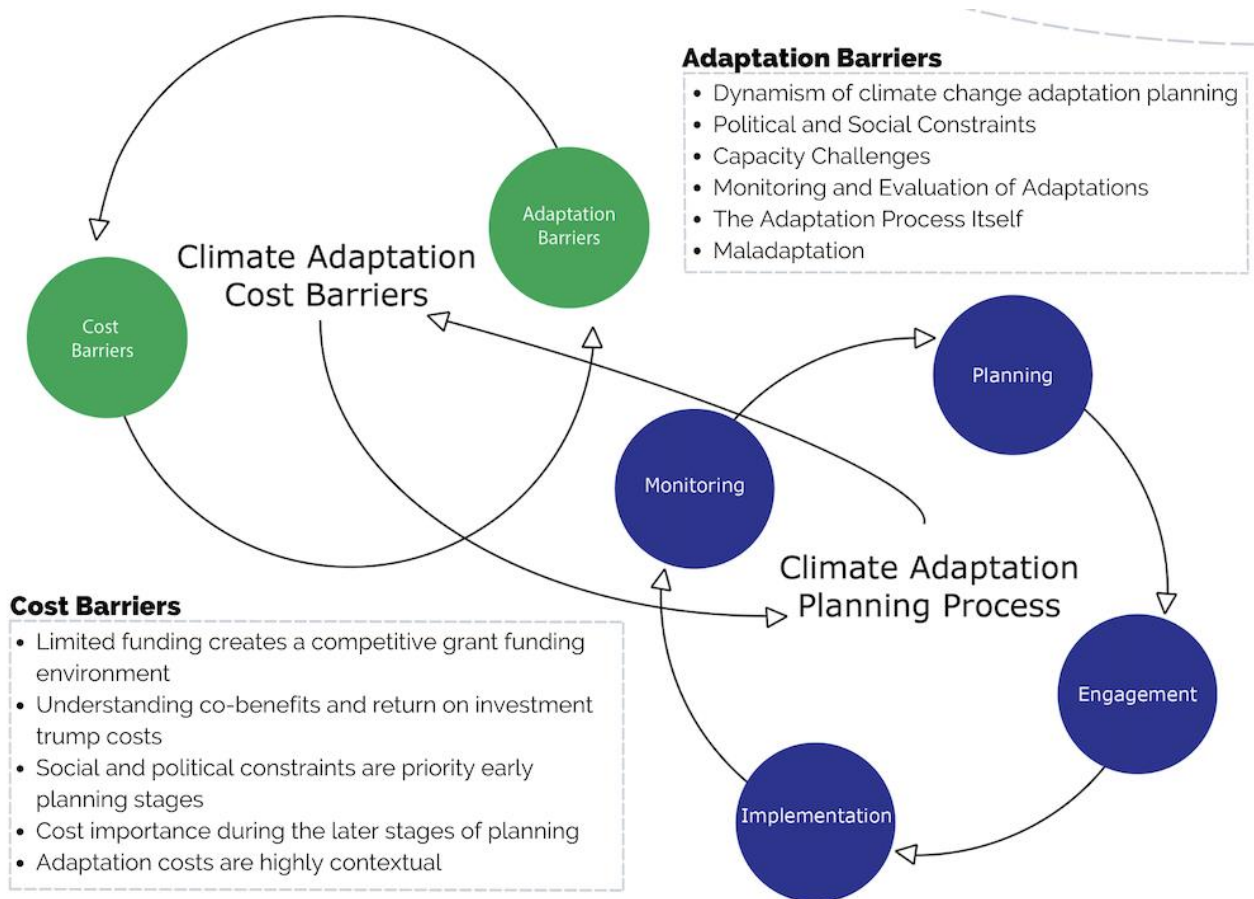 Adaptation Barriers
• Dynamism of climate change adaptation planning
• Political and Social Constraints
• Capacity Challenges
• Monitoring and Evaluation of Adaptations
• The Adaptation Process Itself
• Maladaptation
Adaptation
Barriers
Climate Adaptation
Cost Barriers
Cost
Barriers
Planning
Monitoring
Climate Adaptation
Planning Process
Engagement
Implementation
Cost Barriers
• Limited funding creates a competitive grant funding
environment
• Understanding co-benefits and return on investment
trump costs
• Social and political constraints are priority early
planning stages
• Cost importance during the later stages of planning
• Adaptation costs are highly contextual